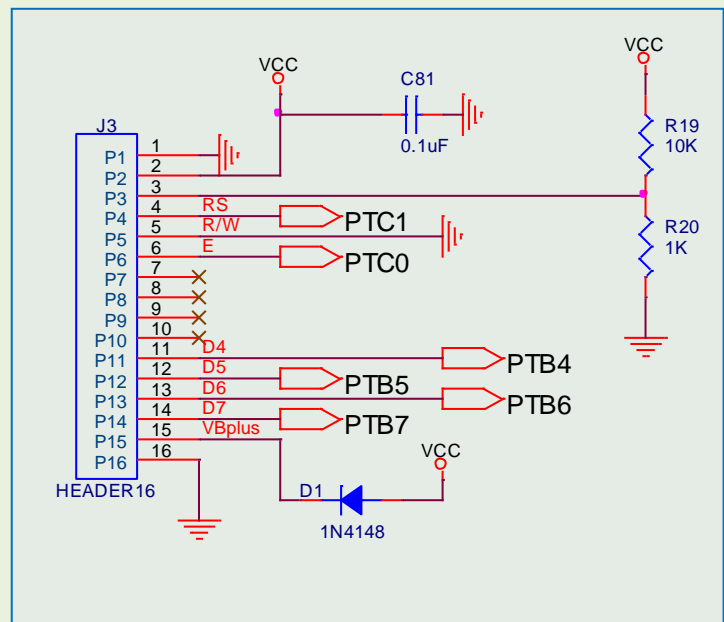 VCC
VCC
C81
0.1uF
R19
10K
J3
P1 1
P2 2
P3 3
P4 4 RS PTC1
P5 5 R/W
P6 6 E PTC0
P7 7
P8 8
P9 9
P10 10
P11 11 D4 PTB4
P12 12 D5 PTB5
P13 13 D6 PTB6
P14 14 D7 PTB7
P15 15 VBplus
P16 16
R20
1K
VCC
HEADER16
D1
1N4148